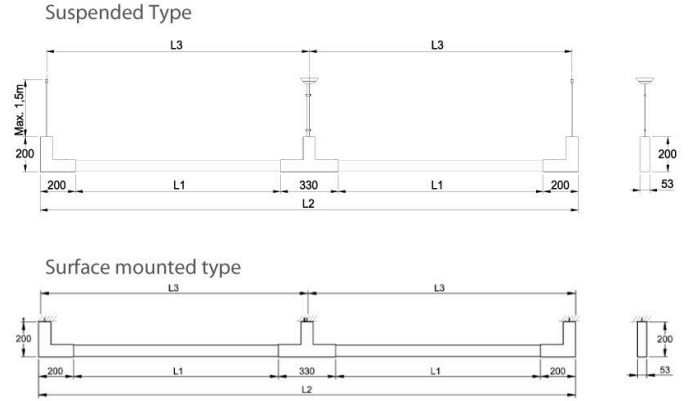 Suspended Type
L3 L3
Max. 1,5m
200 200
200 L1 330 L1 200 53
L2
Surface mounted type
L3 L3
200 200
200 L1 330 L1 200 53
L2